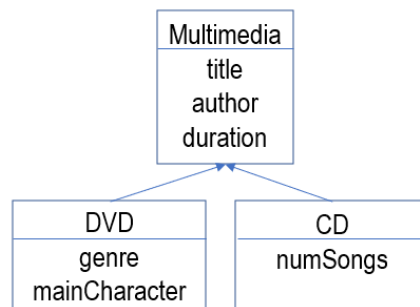 Multimedia
title
author
duration
DVD
genre
mainCharacter
CD
numSongs